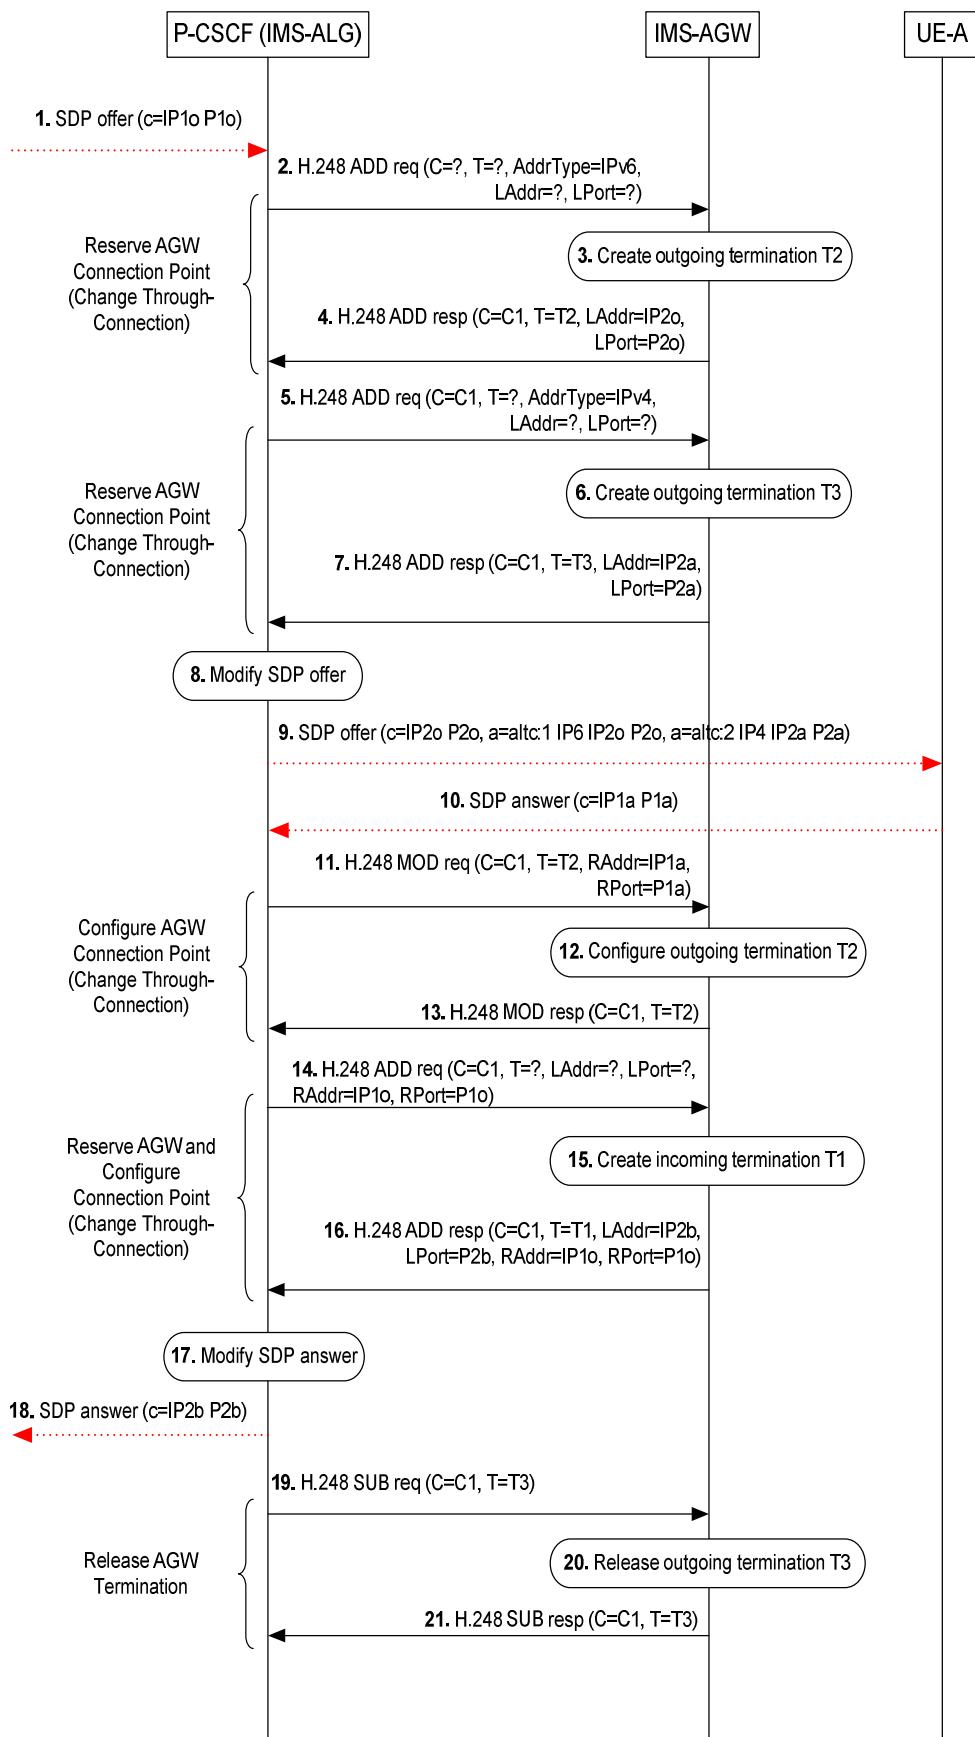 P-CSCF (IMS-ALG)
IMS-AGW
UE-A
1. SDP offer (c=IP1o P1o)
2. H.248 ADD req (C=?, T=?, AddrType=IPv6,
LAddr=?, LPort=?)
Reserve AGW
Connection Point
(Change Through-
Connection)
3. Create outgoing termination T2
4. H.248 ADD resp (C=C1, T=T2, LAddr=IP2o,
LPort=P2o)
5. H.248 ADD req (C=C1, T=?, AddrType=IPv4,
LAddr=?, LPort=?)
Reserve AGW
Connection Point
(Change Through-
Connection)
6. Create outgoing termination T3
7. H.248 ADD resp (C=C1, T=T3, LAddr=IP2a,
LPort=P2a)
8. Modify SDP offer
9. SDP offer (c=IP2o P2o, a=altc:1 IP6 IP2o P2o, a=altc:2 IP4 IP2a P2a)
10. SDP answer (c=IP1a P1a)
11. H.248 MOD req (C=C1, T=T2, RAddr=IP1a,
RPort=P1a)
Configure AGW
Connection Point
(Change Through-
Connection)
12. Configure outgoing termination T2
13. H.248 MOD resp (C=C1, T=T2)
14. H.248 ADD req (C=C1, T=?, LAddr=?, LPort=?,
RAddr=IP1o, RPort=P1o)
Reserve AGW and
Configure
Connection Point
(Change Through-
Connection)
15. Create incoming termination T1
16. H.248 ADD resp (C=C1, T=T1, LAddr=IP2b,
LPort=P2b, RAddr=IP1o, RPort=P1o)
17. Modify SDP answer
18. SDP answer (c=IP2b P2b)
19. H.248 SUB req (C=C1, T=T3)
Release AGW
Termination
20. Release outgoing termination T3
21. H.248 SUB resp (C=C1, T=T3)